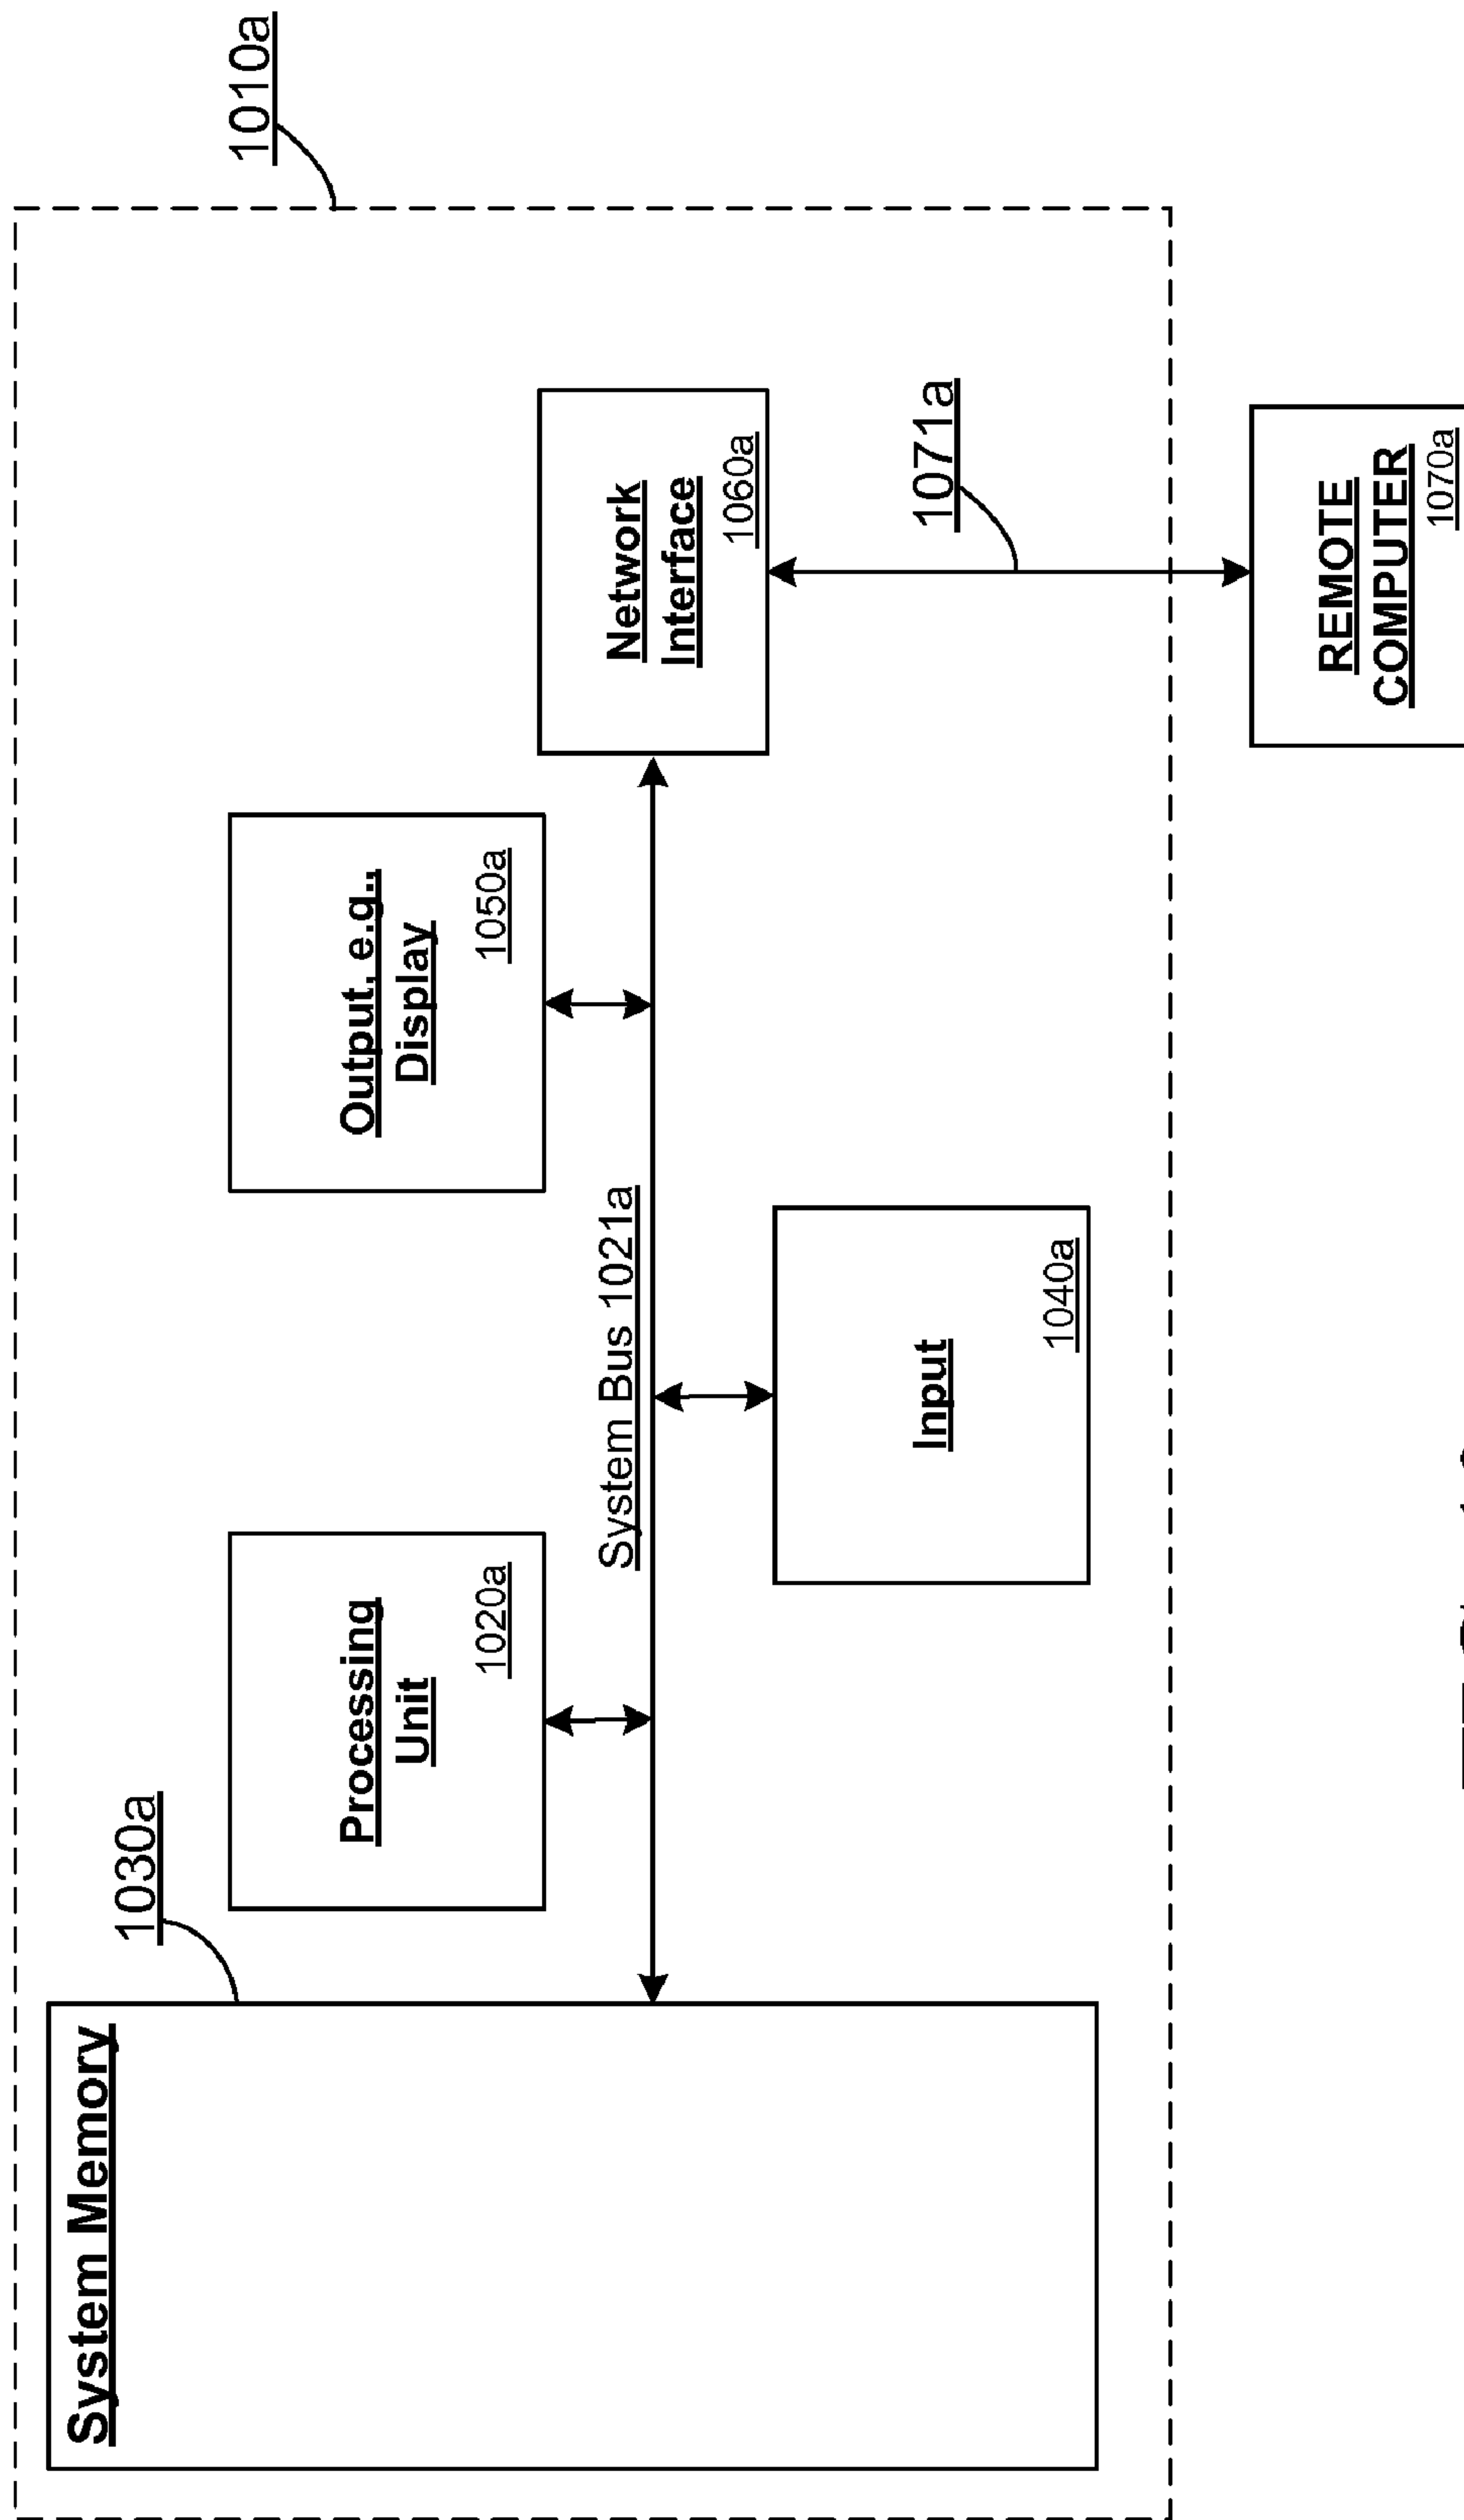 1010a
1030a
System Memory
Processing
Unit
1020a
Output, e.g.,
Display
1050a
System Bus 1021a
Network
Interface
1060a
Input
1040a
1071a
REMOTE
COMPUTER
1070a